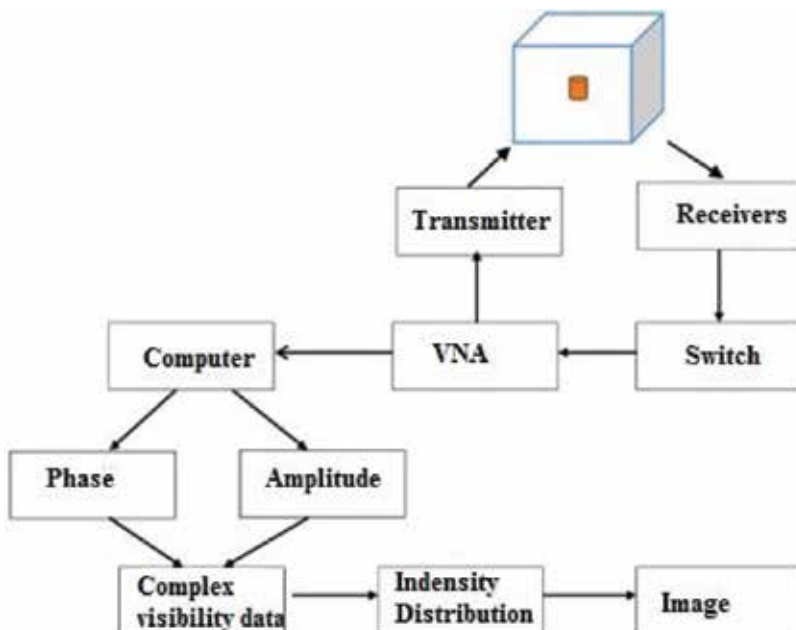 Transmitter
Receivers
Computer
VNA
Switch
Phase
Amplitude
Complex
visibility data
Indensity
Distribution
Image